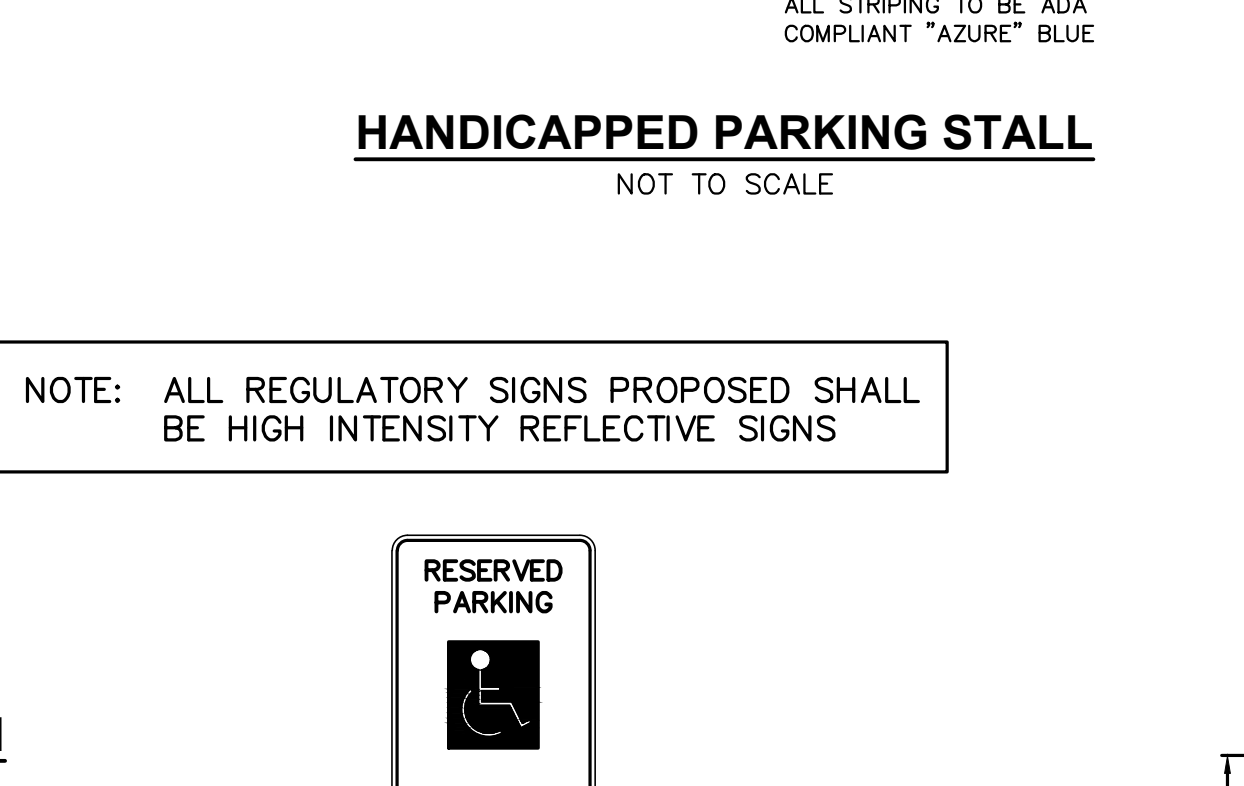 ALL STRIPING TO BE ADA
COMPLIANT "AZURE" BLUE
HANDICAPPED PARKING STALL
NOT TO SCALE
NOTE: ALL REGULATORY SIGNS PROPOSED SHALL
BE HIGH INTENSITY REFLECTIVE SIGNS
RESERVED
PARKING